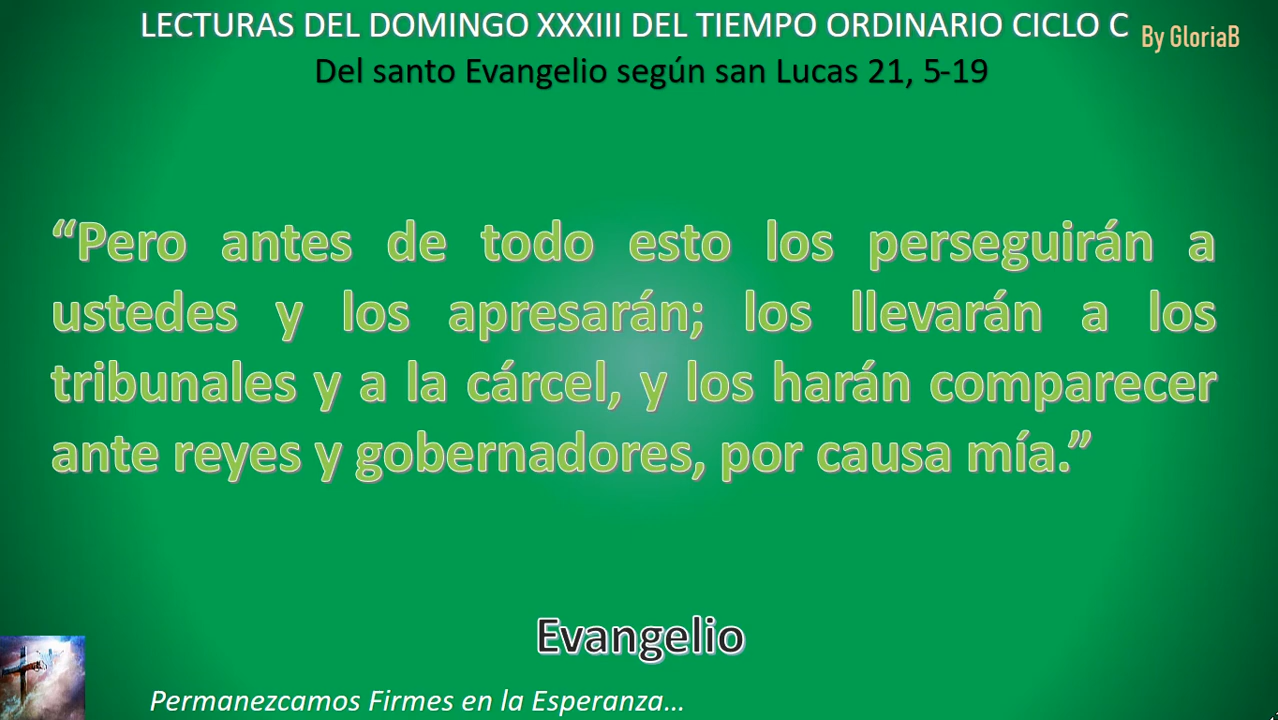 LECTURAS DEL DOMINGO XXXIII DEL TIEMPO ORDINARIO CICLO C
By GloriaB
Del santo Evangelio según san Lucas 21, 5-19
“Pero antes de todo esto los perseguirán a
ustedes y los apresarán; los llevarán a los
tribunales y a la cárcel, y los harán comparecer
ante reyes y gobernadores, por causa mía.”
Evangelio
Permanezcamos Firmes en la Esperanza…